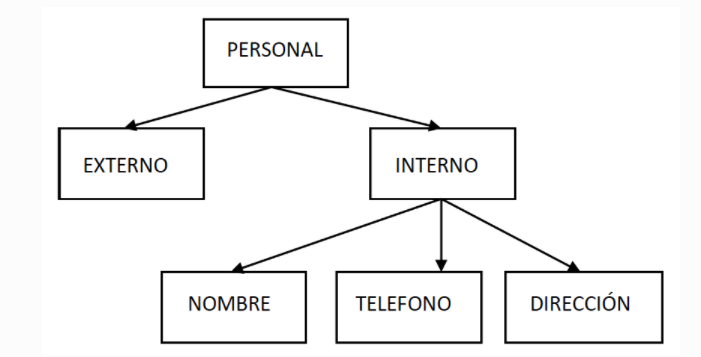 PERSONAL
EXTERNO
INTERNO
NOMBRE
TELEFONO
DIRECCIÓN